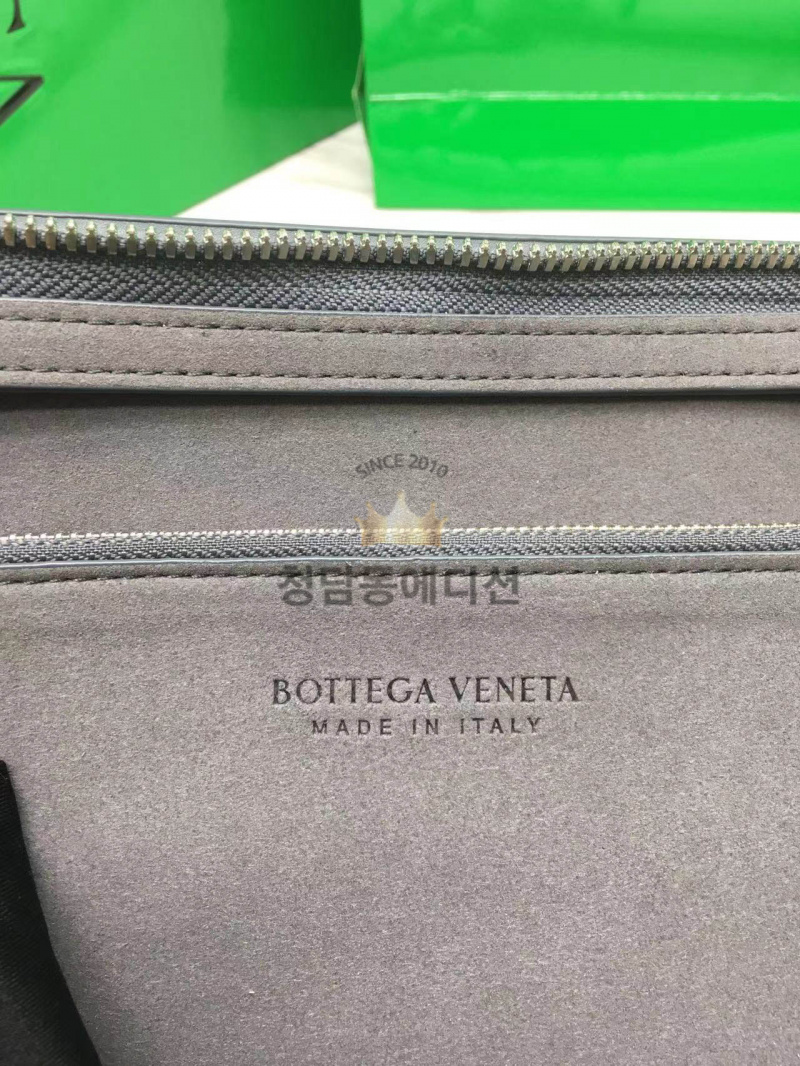 SINCE 2010
청담동에디션
BOTTEGA VENETA
MADE IN ITALY